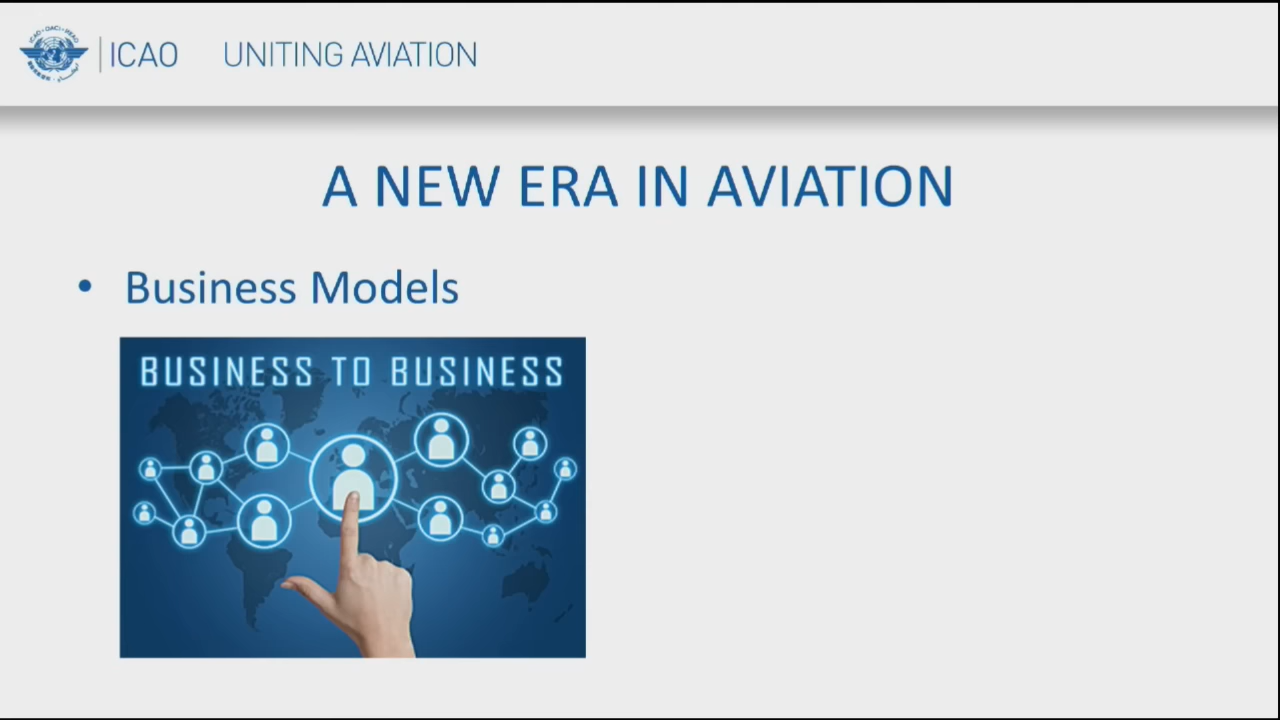 ICAO
UNITING AVIATION
A NEW ERA IN AVIATION
• Business Models
BUSINESS TO BUSINESS